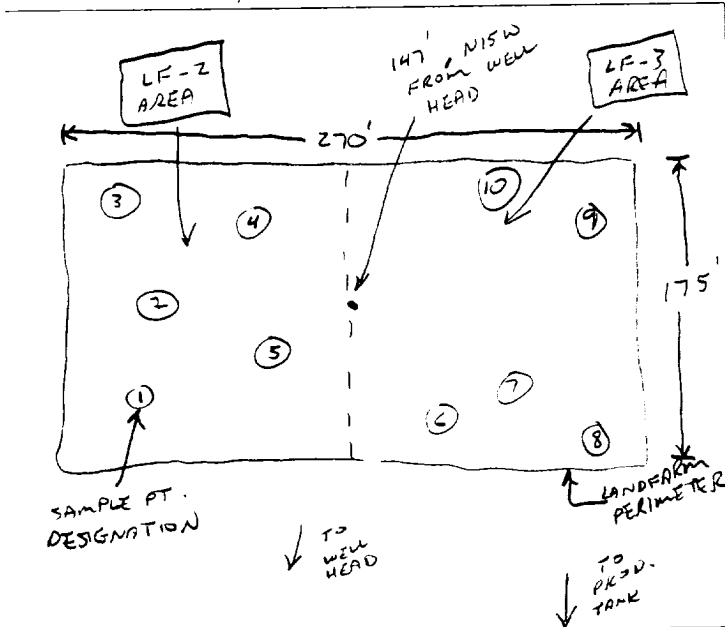 LF-2
AREA
147', N15W
FROM WELL
HEAD
LF-3
AREA
270'
3
4
10
9
2
5
175'
1
6
7
8
SAMPLE PT.
DESIGNATION
LANDFARM
PERIMETER
TO
WELL
HEAD
TO
PROD.
TANK